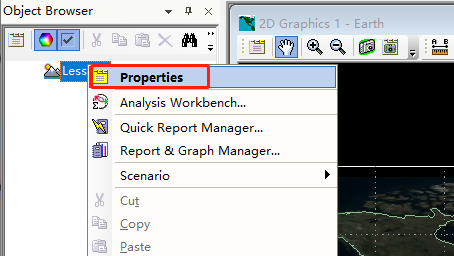 Object Browser
2D Graphics 1 - Earth
Less
Properties
Analysis Workbench...
Quick Report Manager...
Report & Graph Manager...
Scenario
Cut
Copy
Paste